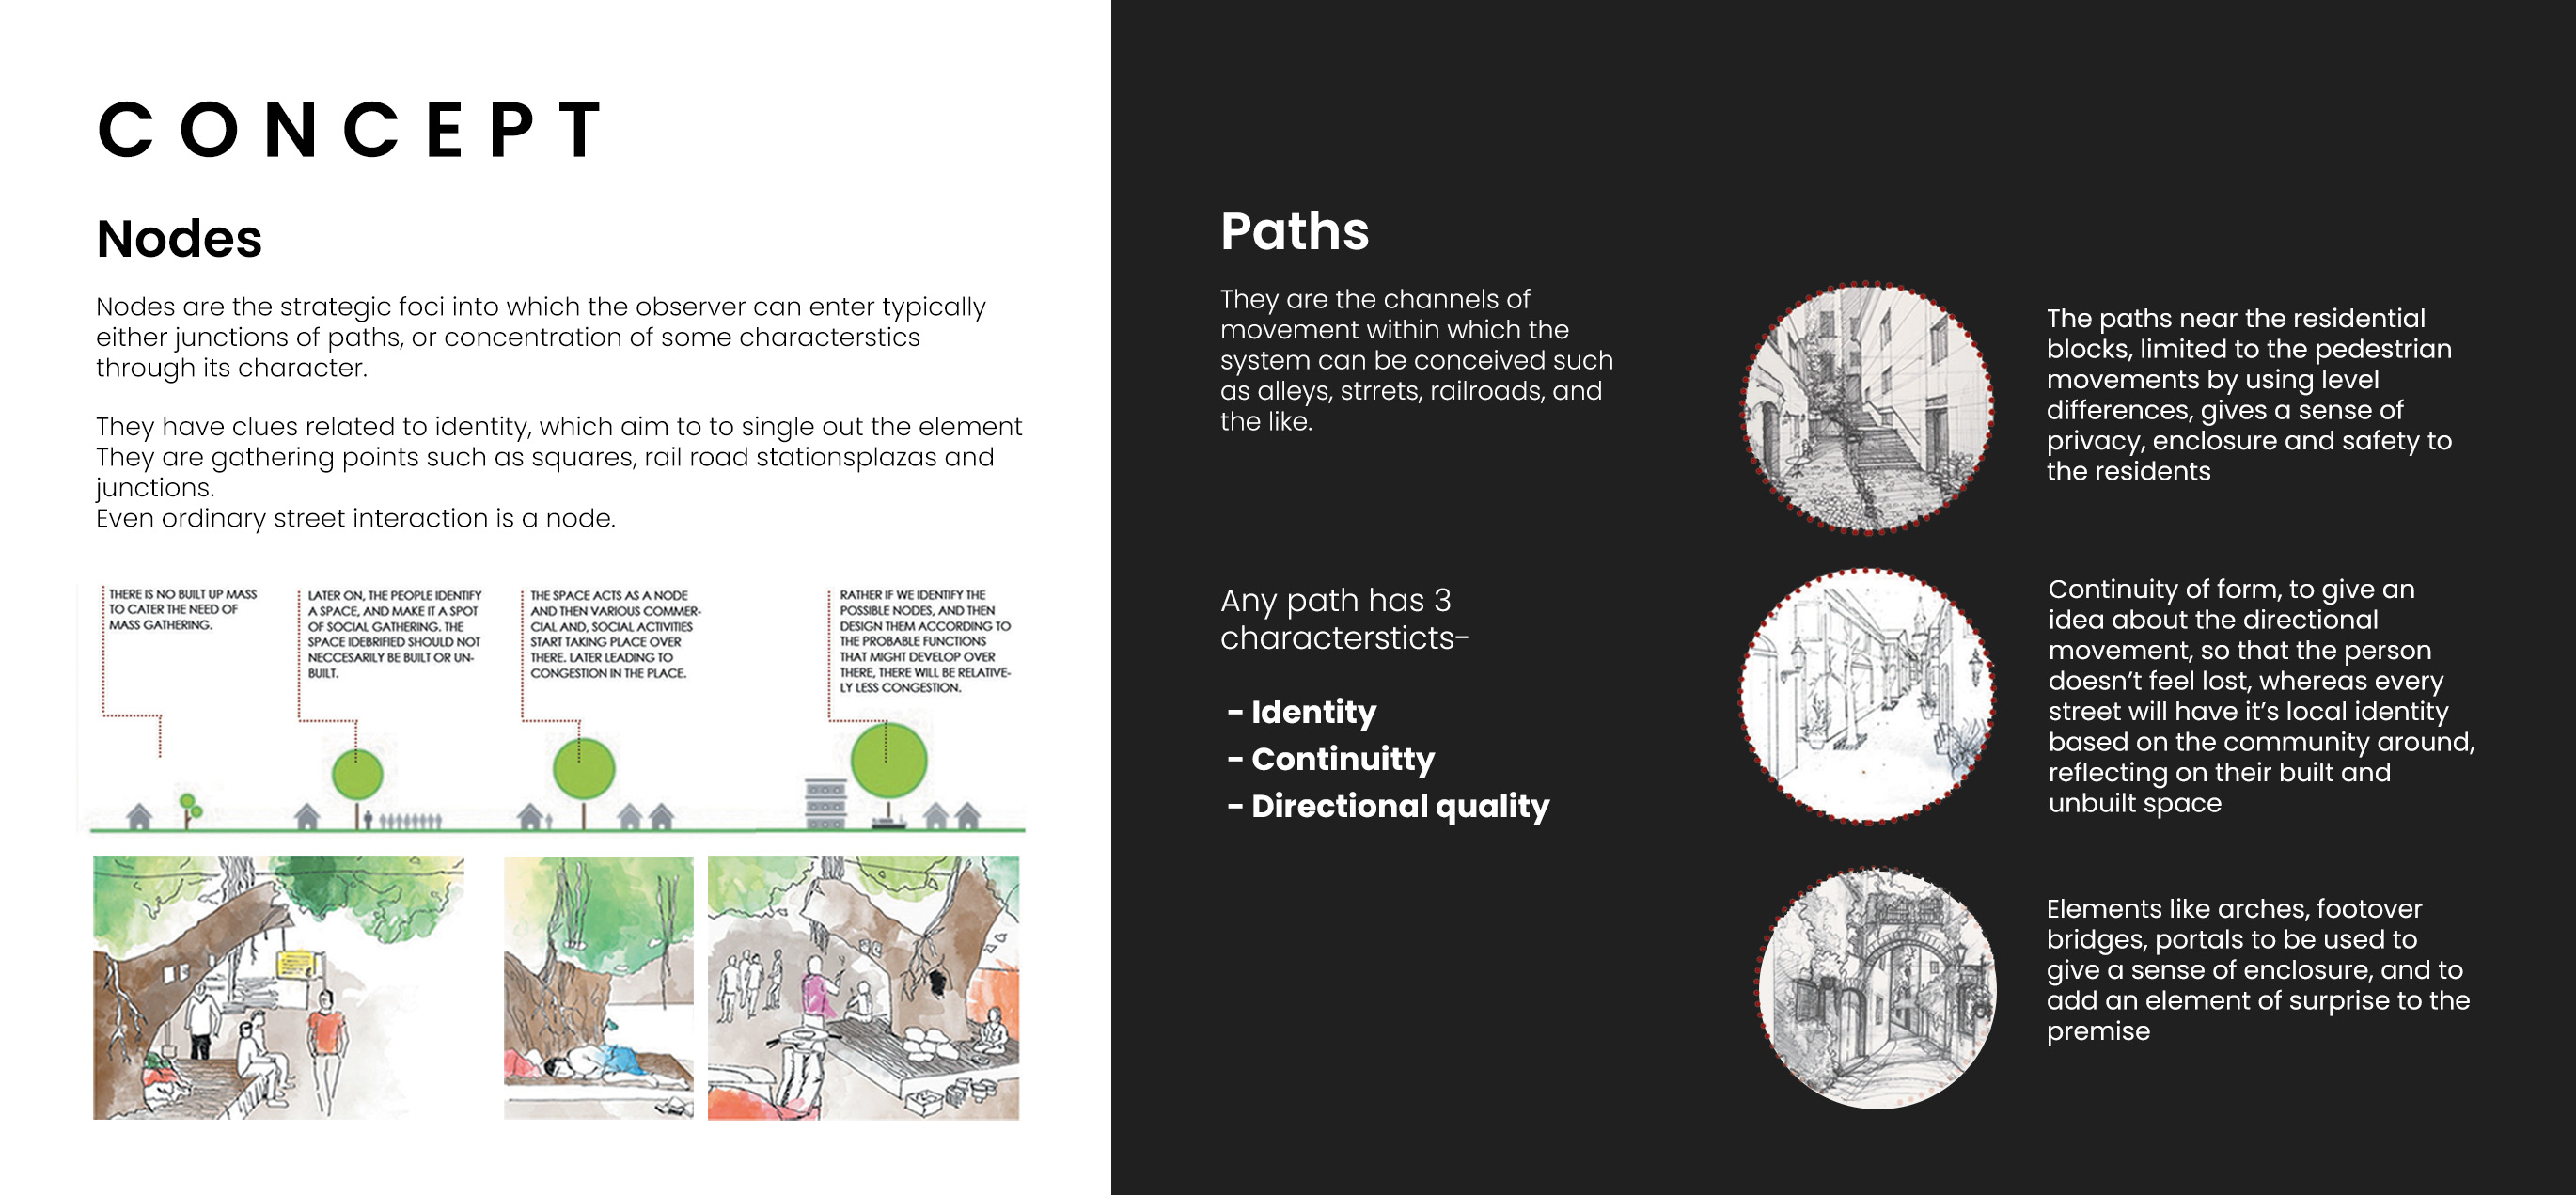 CONCEPT
Nodes
Nodes are the strategic foci into which the observer can enter typically
either junctions of paths, or concentration of some characterstics
through its character.
They have clues related to identity, which aim to to single out the element
They are gathering points such as squares, rail road stationsplazas and
junctions.
Even ordinary street interaction is a node.
THERE IS NO BUILT UP MASS
TO CATER THE NEED OF
MASS GATHERING.
LATER ON, THE PEOPLE IDENTIFY
A SPACE, AND MAKE IT A SPOT
OF SOCIAL GATHERING. THE
SPACE IDEBRIFIED SHOULD NOT
NECCESARILY BE BUILT OR UN-
BUILT.
THE SPACE ACTS AS A NODE
AND THEN VARIOUS COMMER-
CIAL AND, SOCIAL ACTIVITIES
START TAKING PLACE OVER
THERE. LATER LEADING TO
CONGESTION IN THE PLACE.
RATHER IF WE IDENTIFY THE
POSSIBLE NODES, AND THEN
DESIGN THEM ACCORDING TO
THE PROBABLE FUNCTIONS
THAT MIGHT DEVELOP OVER
THERE, THERE WILL BE RELATIVE-
LY LESS CONGESTION.
Paths
They are the channels of
movement within which the
system can be conceived such
as alleys, strrets, railroads, and
the like.
Any path has 3
charactersticts-
- Identity
- Continuitty
- Directional quality
The paths near the residential
blocks, limited to the pedestrian
movements by using level
differences, gives a sense of
privacy, enclosure and safety to
the residents
Continuity of form, to give an
idea about the directional
movement, so that the person
doesn't feel lost, whereas every
street will have it's local identity
based on the community around,
reflecting on their built and
unbuilt space
Elements like arches, footover
bridges, portals to be used to
give a sense of enclosure, and to
add an element of surprise to the
premise